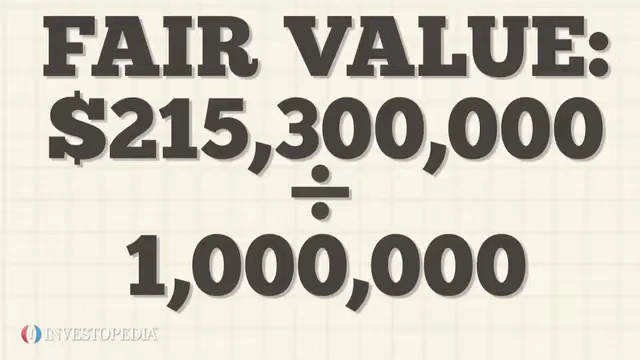 FAIR VALUE:
$215,300,000
÷
1,000,000
INVESTOPEDIA